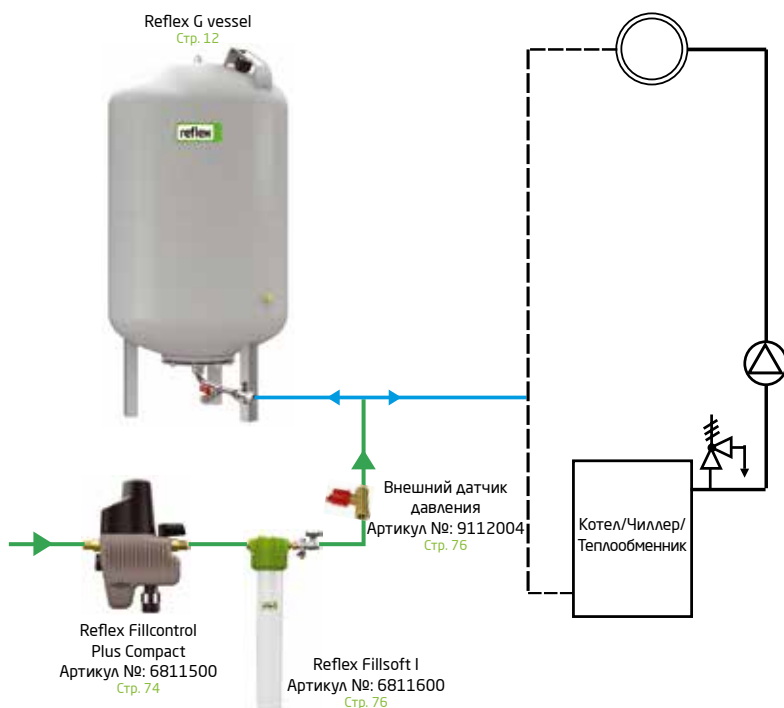 Reflex G vessel
Стр. 12
reflex
Внешний датчик
давления
Артикул №: 9112004
Стр. 76
Котел/Чиллер/
Теплообменник
Reflex Fillcontrol
Plus Compact
Артикул №: 6811500
Стр. 74
Reflex Fillsoft I
Артикул №: 6811600
Стр. 76